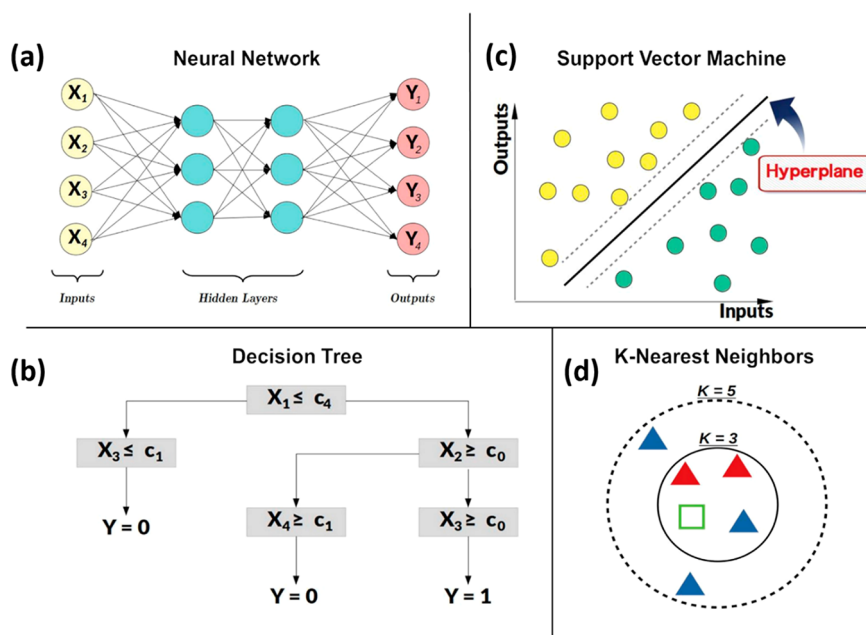 (a)
Neural Network
X1
X2
X3
X4
Y1
Y2
Y3
Y4
Inputs
Hidden Layers
Outputs
(c)
Support Vector Machine
Outputs
Hyperplane
Inputs
(b)
Decision Tree
X1 ≤ c4
X3 ≤ c1
X2 ≥ c0
Y = 0
X4 ≥ c1
X3 ≥ c0
Y = 0
Y = 1
(d)
K-Nearest Neighbors
K = 5
K = 3